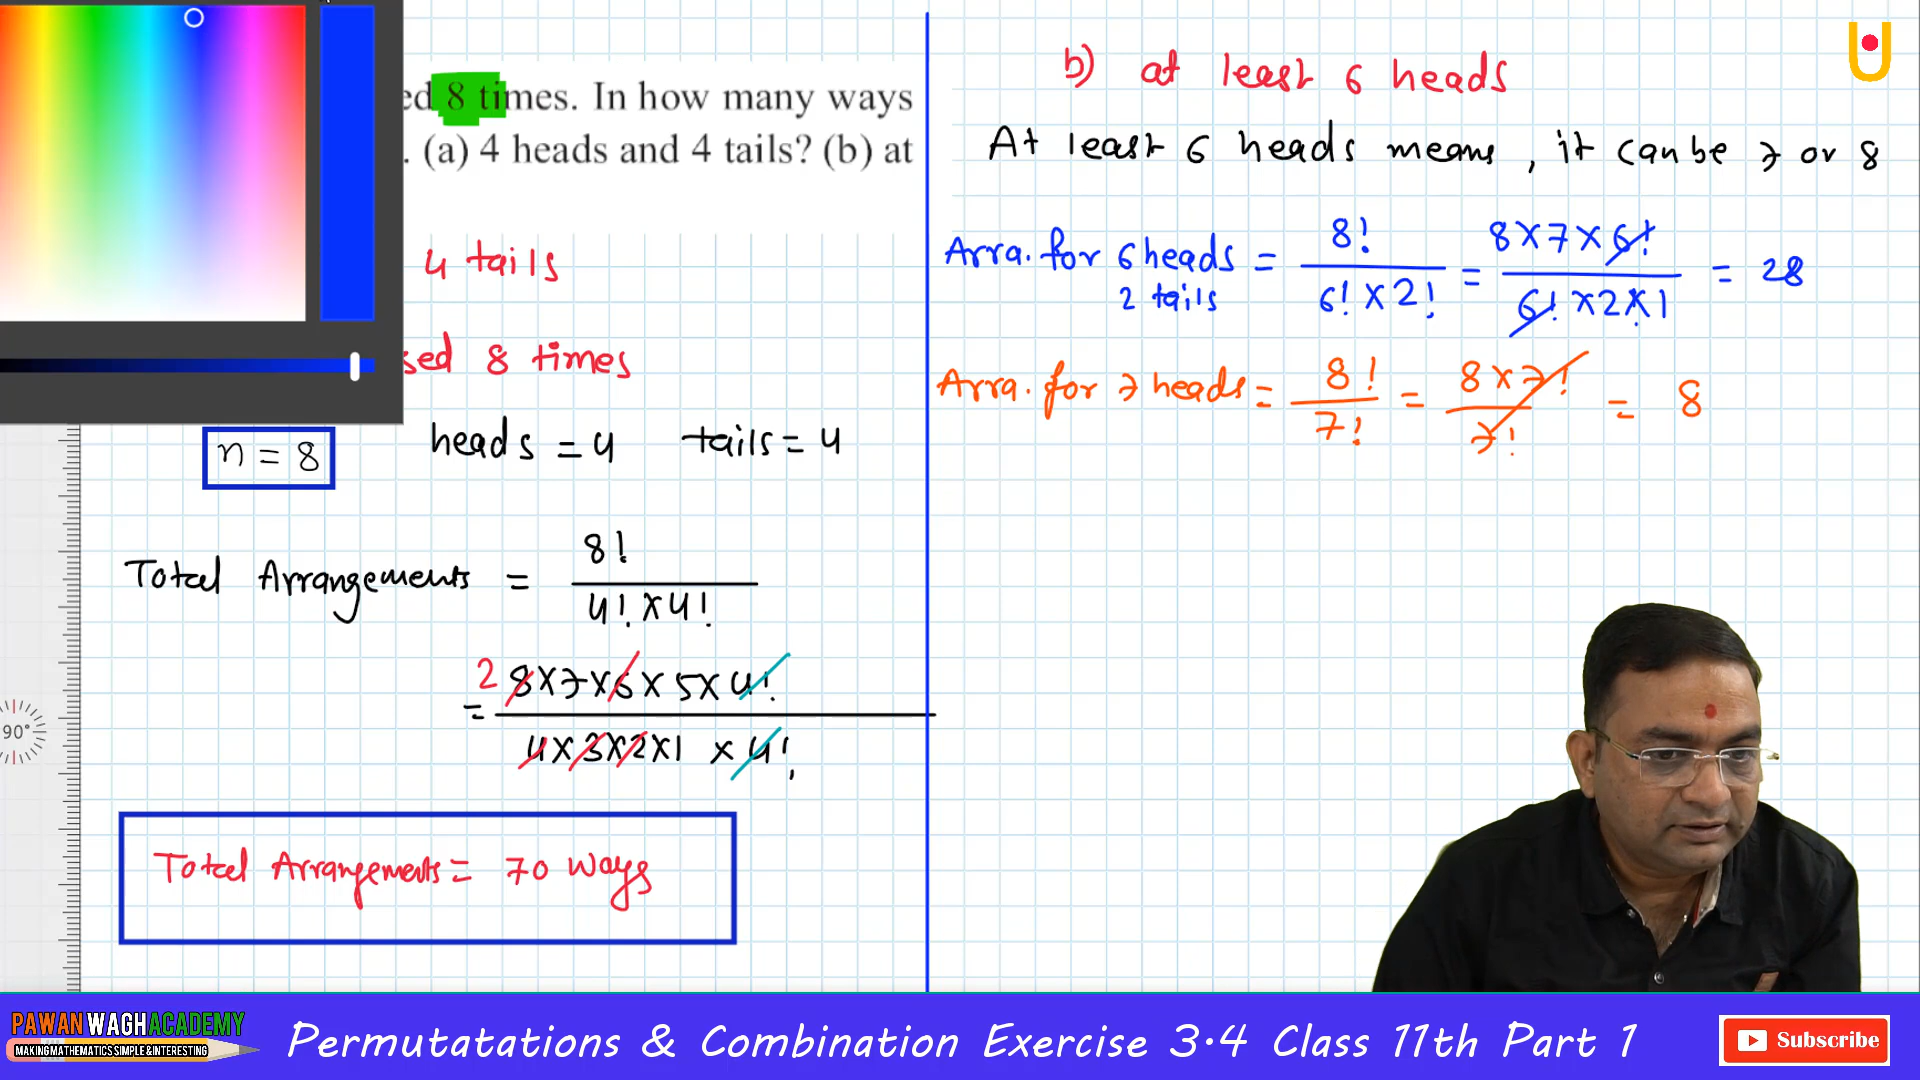 ed 8 times. In how many ways
. (a) 4 heads and 4 tails? (b) at
4 tails
sed 8 times
n = 8
heads = 4 tails = 4
Total Arrangements = 8! / 4! × 4!
= 2 8×7×6×5×4! / 4×3×2×1 × 4!
Total Arrangements = 70 ways
b) at least 6 heads
At least 6 heads means, it can be 7 or 8
Arra. for 6 heads = 8! / 6! × 2! = 8×7×6! / 6! ×2×1 = 28
2 tails
Arra. for 7 heads = 8! / 7! = 8×7! / 7! = 8
90°
PAWAN WAGH ACADEMY
MAKING MATHEMATICS SIMPLE & INTERESTING
Permutatations & Combination Exercise 3.4 Class 11th Part 1
Subscribe